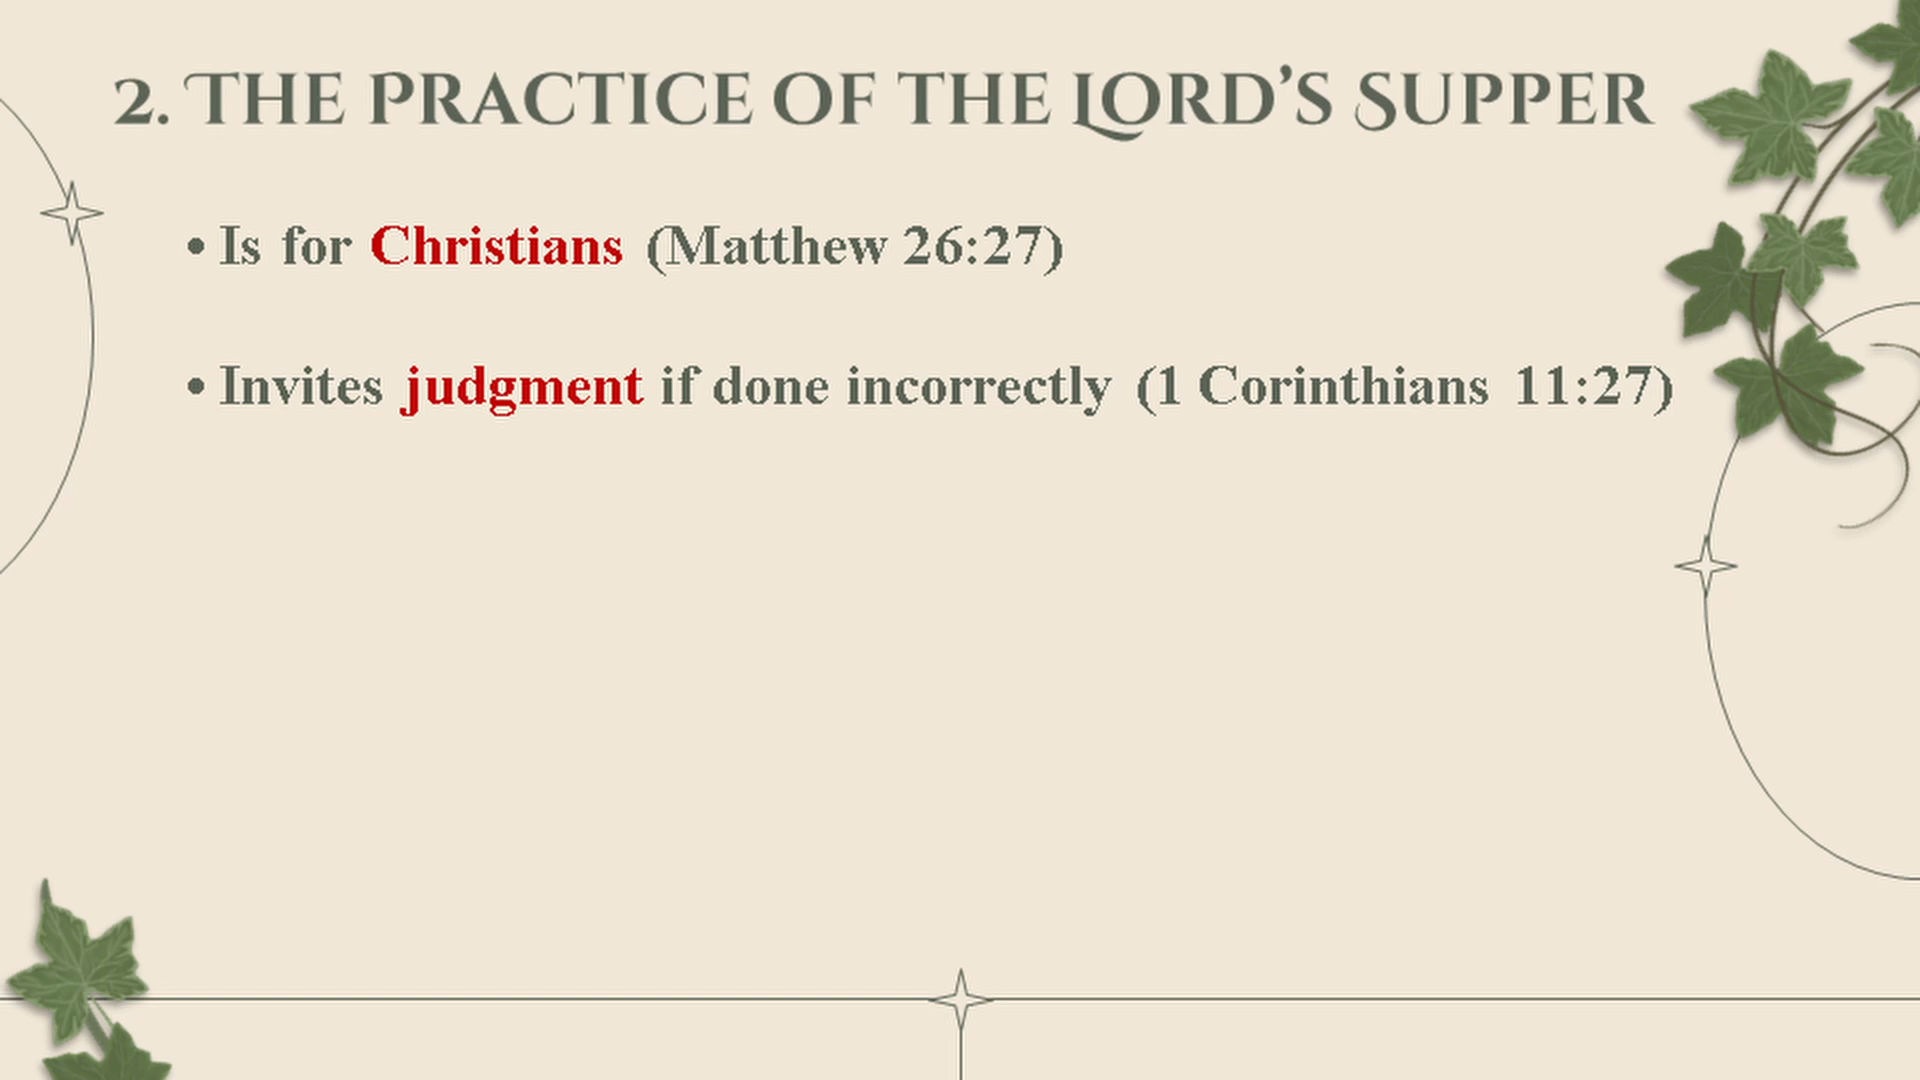 2. The Practice of the Lord’s Supper
• Is for Christians (Matthew 26:27)
• Invites judgment if done incorrectly (1 Corinthians 11:27)